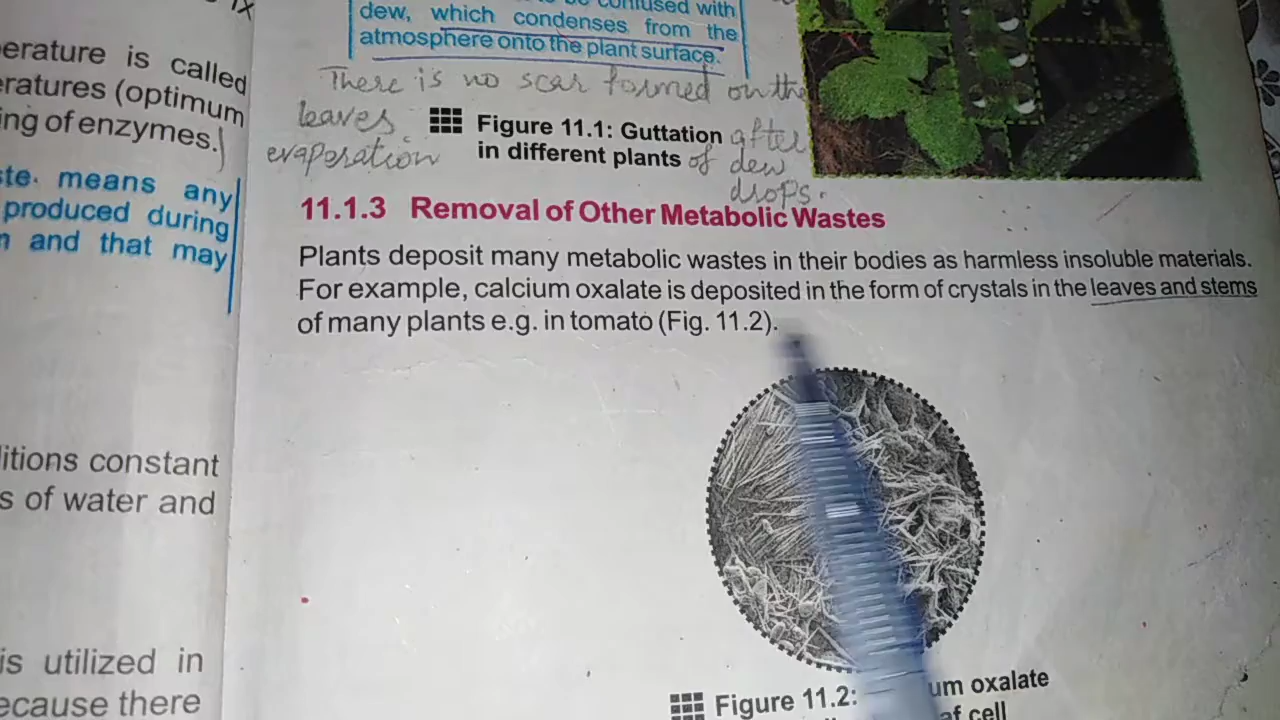 IX
erature is called
eratures (optimum
ing of enzymes.)
ste. means any
produced during
and that may
itions constant
s of water and
is utilized in
ecause there
confused with
dew, which condenses from the
atmosphere onto the plant surface.
There is no scar formed on the
leaves after
evaporation of dew
drops.
Figure 11.1: Guttation
in different plants
11.1.3 Removal of Other Metabolic Wastes
Plants deposit many metabolic wastes in their bodies as harmless insoluble materials.
For example, calcium oxalate is deposited in the form of crystals in the leaves and stems
of many plants e.g. in tomato (Fig. 11.2).
Figure 11.2: um oxalate
af cell